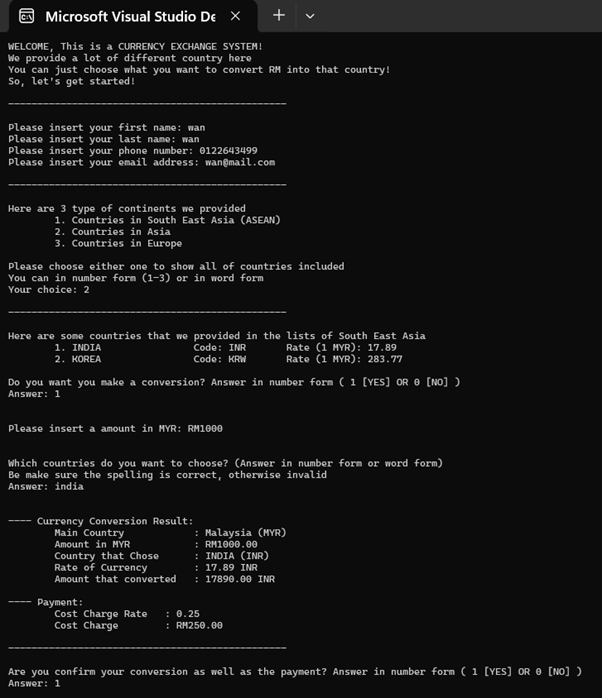 Microsoft Visual Studio De
WELCOME, This is a CURRENCY EXCHANGE SYSTEM!
We provide a lot of different country here
You can just choose what you want to convert RM into that country!
So, let's get started!
------------------------------------------------
Please insert your first name: wan
Please insert your last name: wan
Please insert your phone number: 0122643499
Please insert your email address: wan@mail.com
------------------------------------------------
Here are 3 type of continents we provided
1. Countries in South East Asia (ASEAN)
2. Countries in Asia
3. Countries in Europe
Please choose either one to show all of countries included
You can in number form (1-3) or in word form
Your choice: 2
------------------------------------------------
Here are some countries that we provided in the lists of South East Asia
1. INDIA Code: INR Rate (1 MYR): 17.89
2. KOREA Code: KRW Rate (1 MYR): 283.77
Do you want you make a conversion? Answer in number form ( 1 [YES] OR 0 [NO] )
Answer: 1
Please insert a amount in MYR: RM1000
Which countries do you want to choose? (Answer in number form or word form)
Be make sure the spelling is correct, otherwise invalid
Answer: india
---- Currency Conversion Result:
Main Country : Malaysia (MYR)
Amount in MYR : RM1000.00
Country that Chose : INDIA (INR)
Rate of Currency : 17.89 INR
Amount that converted : 17890.00 INR
---- Payment:
Cost Charge Rate : 0.25
Cost Charge : RM250.00
------------------------------------------------
Are you confirm your conversion as well as the payment? Answer in number form ( 1 [YES] OR 0 [NO] )
Answer: 1